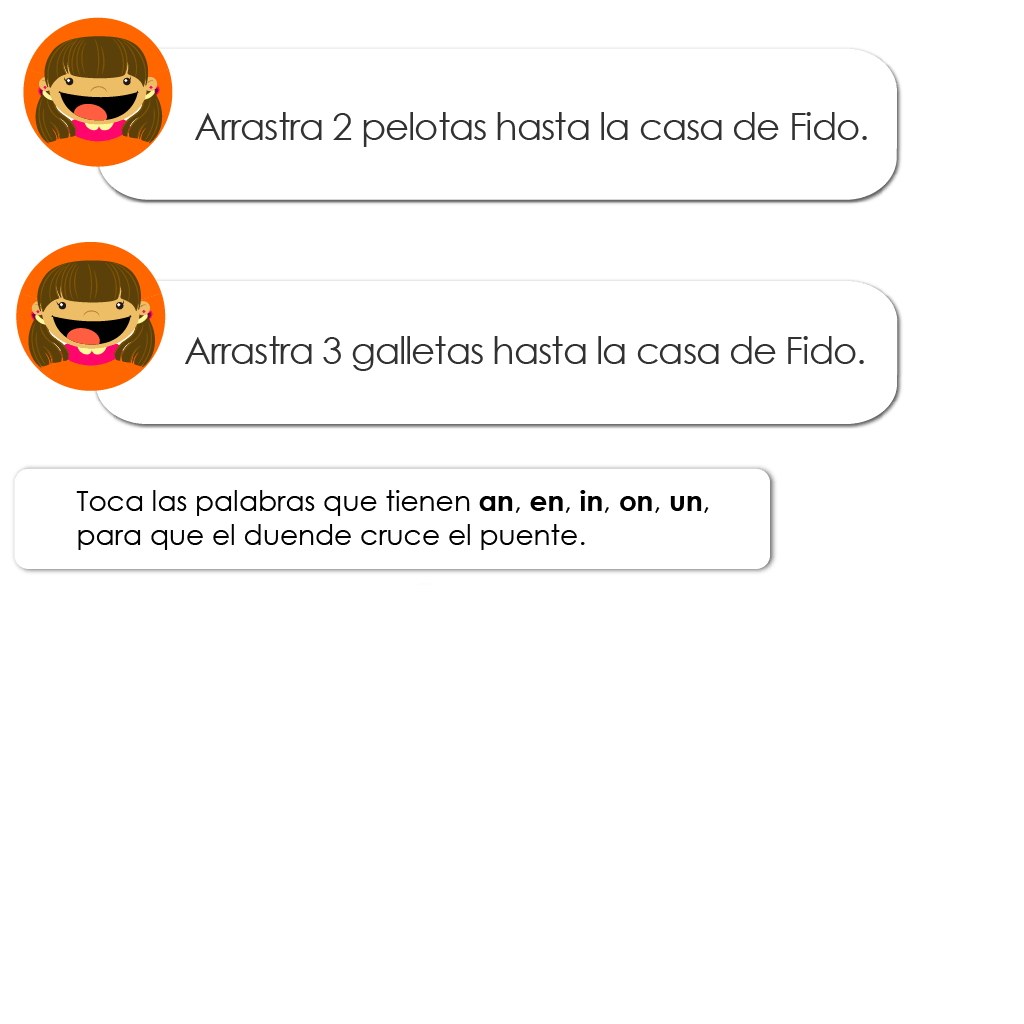 Arrastra 2 pelotas hasta la casa de Fido.
Arrastra 3 galletas hasta la casa de Fido.
Toca las palabras que tienen an, en, in, on, un,
para que el duende cruce el puente.